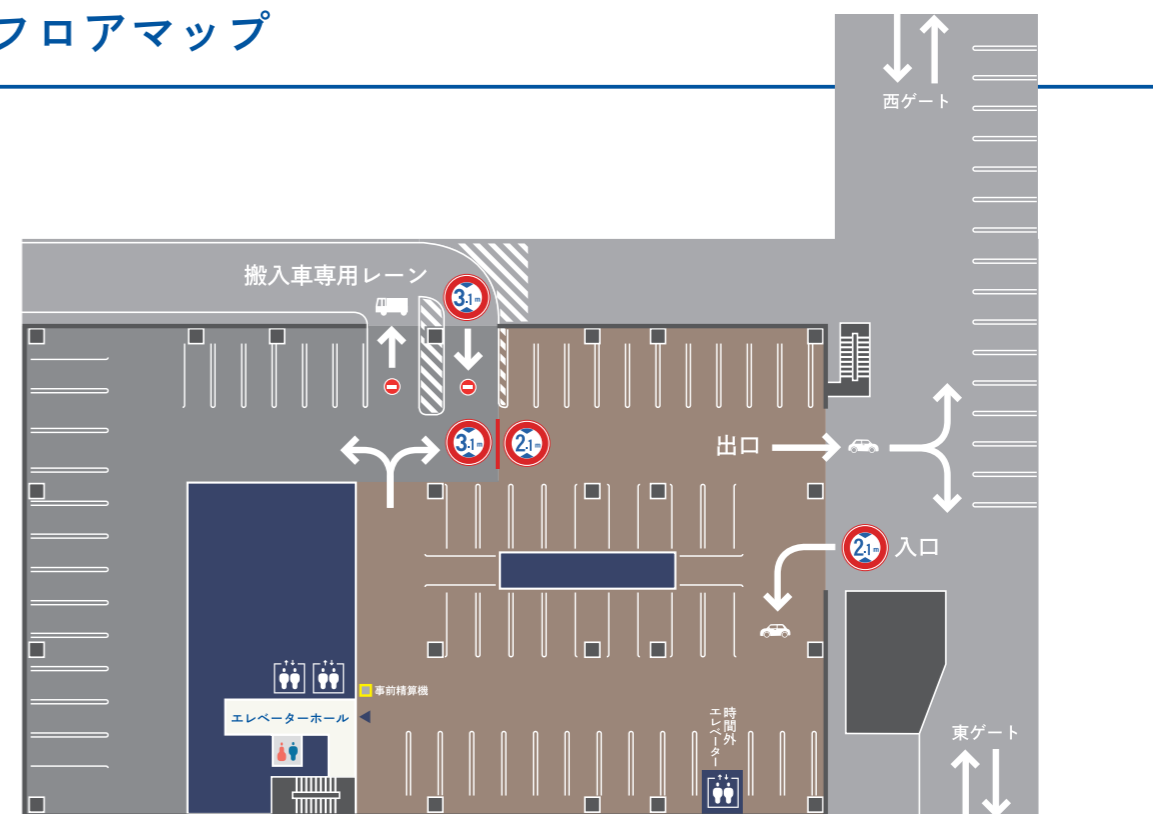 フロアマップ
西ゲート
搬入車専用レーン
3.1m
3.1m
2.1m
出口
2.1m
入口
事前精算機
エレベーターホール
時間外
エレベーター
東ゲート